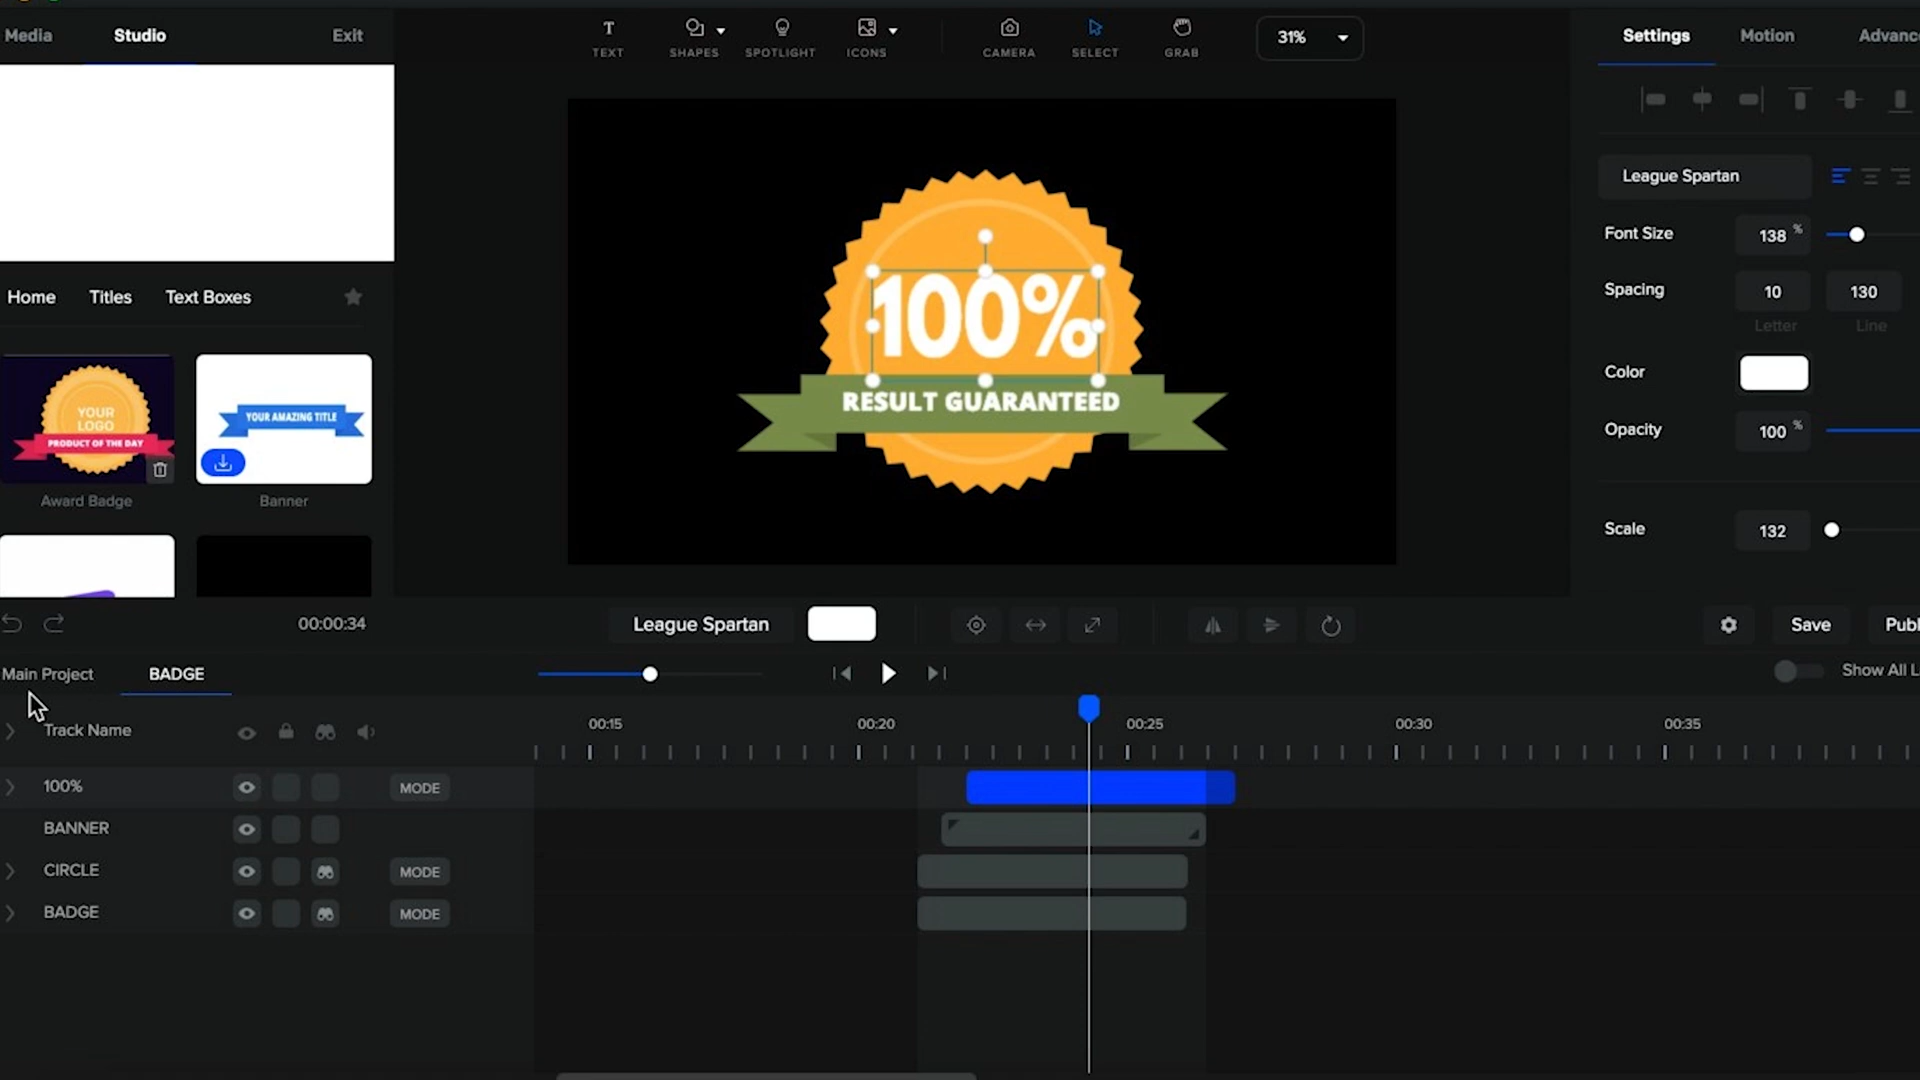 Media
Studio
Exit
TEXT
SHAPES
SPOTLIGHT
ICONS
CAMERA
SELECT
GRAB
31%
Settings
Motion
Advanc
League Spartan
Font Size
138 %
Spacing
10
130
Letter
Line
Color
Opacity
100 %
Scale
132
Home
Titles
Text Boxes
YOUR
LOGO
PRODUCT OF THE DAY
Award Badge
YOUR AMAZING TITLE
Banner
100%
RESULT GUARANTEED
00:00:34
League Spartan
Save
Publ
Main Project
BADGE
Show All L
Track Name
00:15
00:20
00:25
00:30
00:35
100%
MODE
BANNER
CIRCLE
MODE
BADGE
MODE